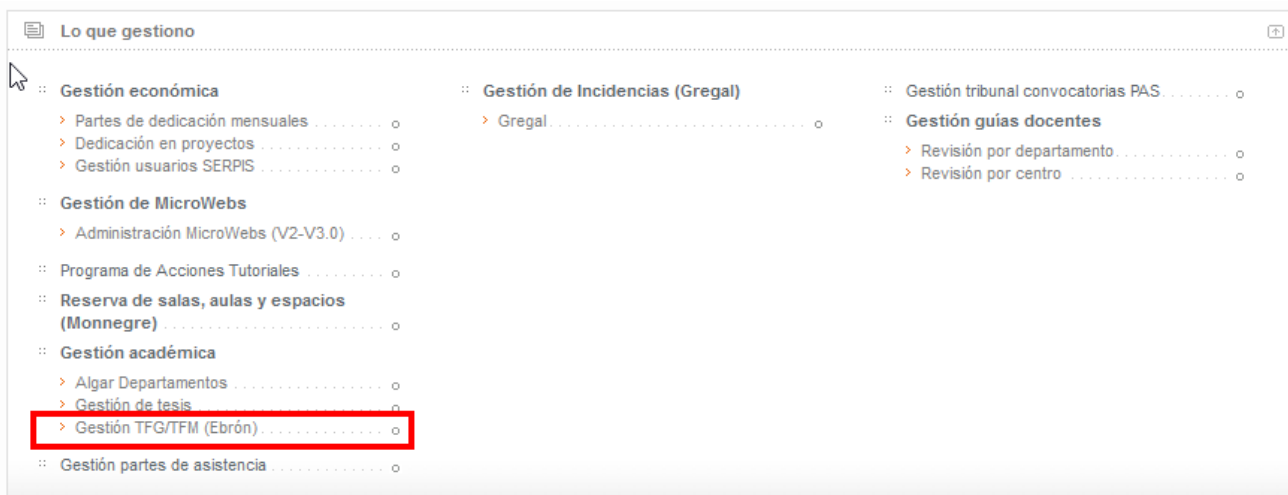 Lo que gestiono
Gestión económica
Partes de dedicación mensuales
Dedicación en proyectos
Gestión usuarios SERPIS
Gestión de MicroWebs
Administración MicroWebs (V2-V3.0)
Programa de Acciones Tutoriales
Reserva de salas, aulas y espacios
(Monnegre)
Gestión académica
Algar Departamentos
Gestión de tesis
Gestión TFG/TFM (Ebrón)
Gestión partes de asistencia
Gestión de Incidencias (Gregal)
Gregal
Gestión tribunal convocatorias PAS
Gestión guías docentes
Revisión por departamento
Revisión por centro